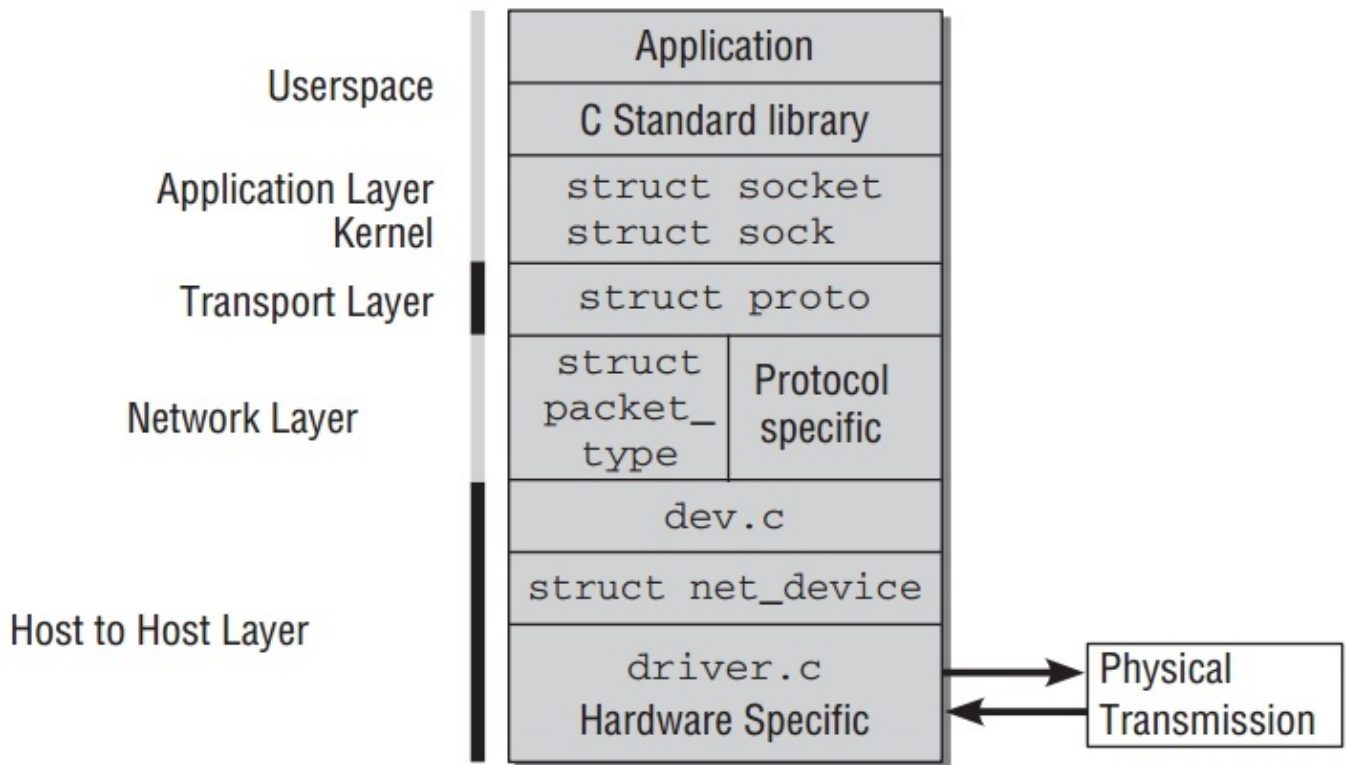 Userspace
Application Layer
Kernel
Transport Layer
Network Layer
Host to Host Layer
Application
C Standard library
struct socket
struct sock
struct proto
struct
packet_
type
Protocol
specific
dev.c
struct net_device
driver.c
Hardware Specific
Physical
Transmission